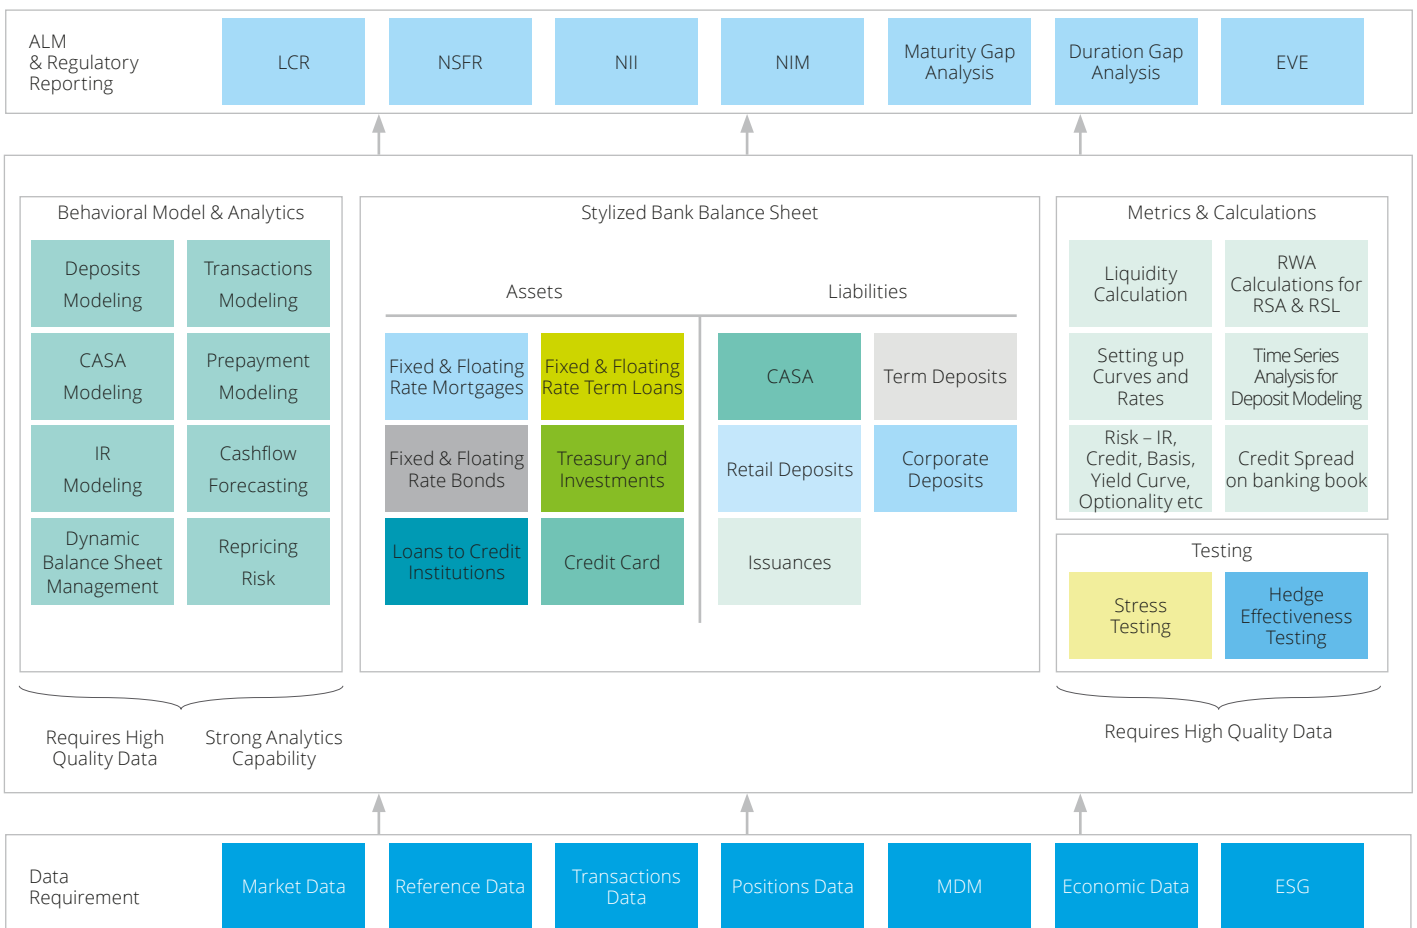 ALM
& Regulatory
Reporting
LCR
NSFR
NII
NIM
Maturity Gap
Analysis
Duration Gap
Analysis
EVE
Behavioral Model & Analytics
Deposits
Modeling
Transactions
Modeling
CASA
Modeling
Prepayment
Modeling
IR
Modeling
Cashflow
Forecasting
Dynamic
Balance Sheet
Management
Repricing
Risk
Requires High
Quality Data
Strong Analytics
Capability
Stylized Bank Balance Sheet
Assets
Liabilities
Fixed & Floating
Rate Mortgages
Fixed & Floating
Rate Term Loans
CASA
Term Deposits
Fixed & Floating
Rate Bonds
Treasury and
Investments
Retail Deposits
Corporate
Deposits
Loans to Credit
Institutions
Credit Card
Issuances
Metrics & Calculations
Liquidity
Calculation
RWA
Calculations for
RSA & RSL
Setting up
Curves and
Rates
Time Series
Analysis for
Deposit Modeling
Risk – IR,
Credit, Basis,
Yield Curve,
Optionality etc
Credit Spread
on banking book
Testing
Stress
Testing
Hedge
Effectiveness
Testing
Requires High Quality Data
Data
Requirement
Market Data
Reference Data
Transactions
Data
Positions Data
MDM
Economic Data
ESG